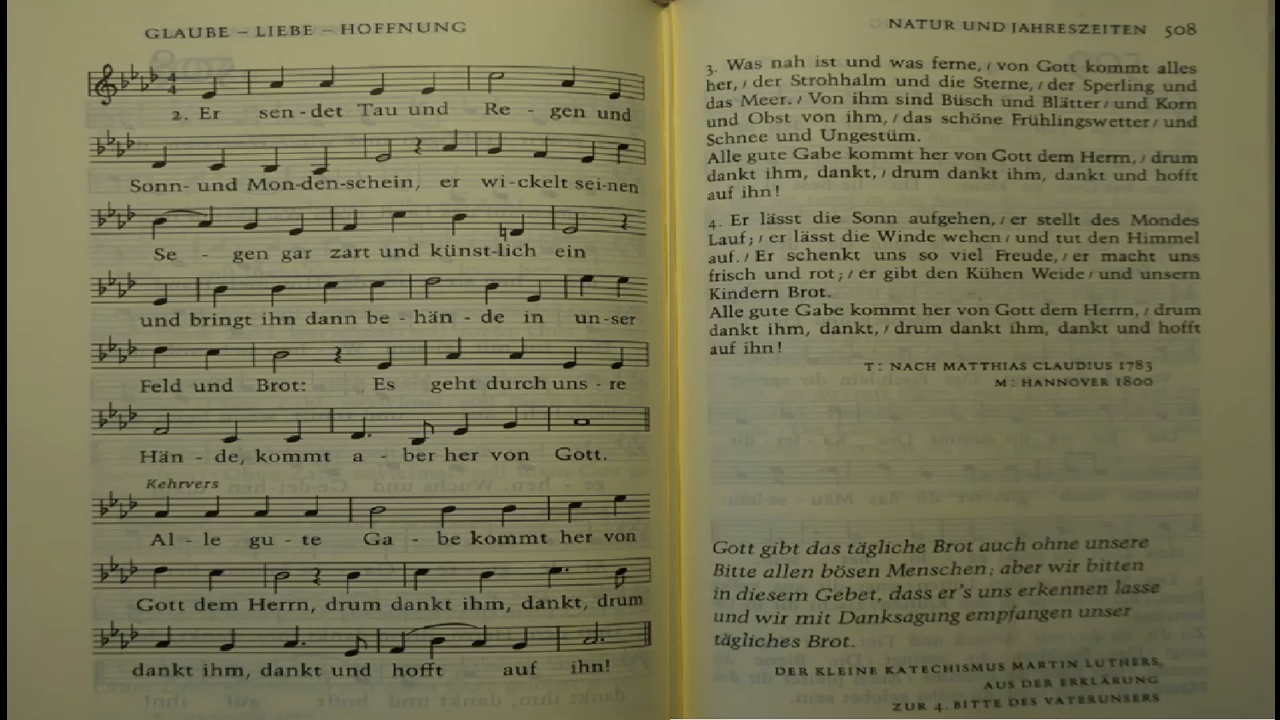 GLAUBE – LIEBE – HOFFNUNG
2. Er sen - det Tau und Re - gen und
Sonn- und Mon-den-schein, er wi-ckelt sei-nen
Se - gen gar zart und künst-lich ein
und bringt ihn dann be - hän - de in un-ser
Feld und Brot: Es geht durch uns - re
Hän - de, kommt a - ber her von Gott.
Kehrvers
Al - le gu - te Ga - be kommt her von
Gott dem Herrn, drum dankt ihm, dankt, drum
dankt ihm, dankt und hofft auf ihn!
NATUR UND JAHRESZEITEN 508
3. Was nah ist und was ferne, / von Gott kommt alles
her, / der Strohhalm und die Sterne, / der Sperling und
das Meer. / Von ihm sind Büsch und Blätter / und Korn
und Obst von ihm, / das schöne Frühlingswetter / und
Schnee und Ungestüm.
Alle gute Gabe kommt her von Gott dem Herrn, / drum
dankt ihm, dankt, / drum dankt ihm, dankt und hofft
auf ihn!
4. Er lässt die Sonn aufgehen, / er stellt des Mondes
Lauf; / er lässt die Winde wehen / und tut den Himmel
auf. / Er schenkt uns so viel Freude, / er macht uns
frisch und rot; / er gibt den Kühen Weide / und unsern
Kindern Brot.
Alle gute Gabe kommt her von Gott dem Herrn, / drum
dankt ihm, dankt, / drum dankt ihm, dankt und hofft
auf ihn!
T: NACH MATTHIAS CLAUDIUS 1783
M: HANNOVER 1800
Gott gibt das tägliche Brot auch ohne unsere
Bitte allen bösen Menschen; aber wir bitten
in diesem Gebet, dass er's uns erkennen lasse
und wir mit Danksagung empfangen unser
tägliches Brot.
DER KLEINE KATECHISMUS MARTIN LUTHERS,
AUS DER ERKLÄRUNG
ZUR 4. BITTE DES VATERUNSERS